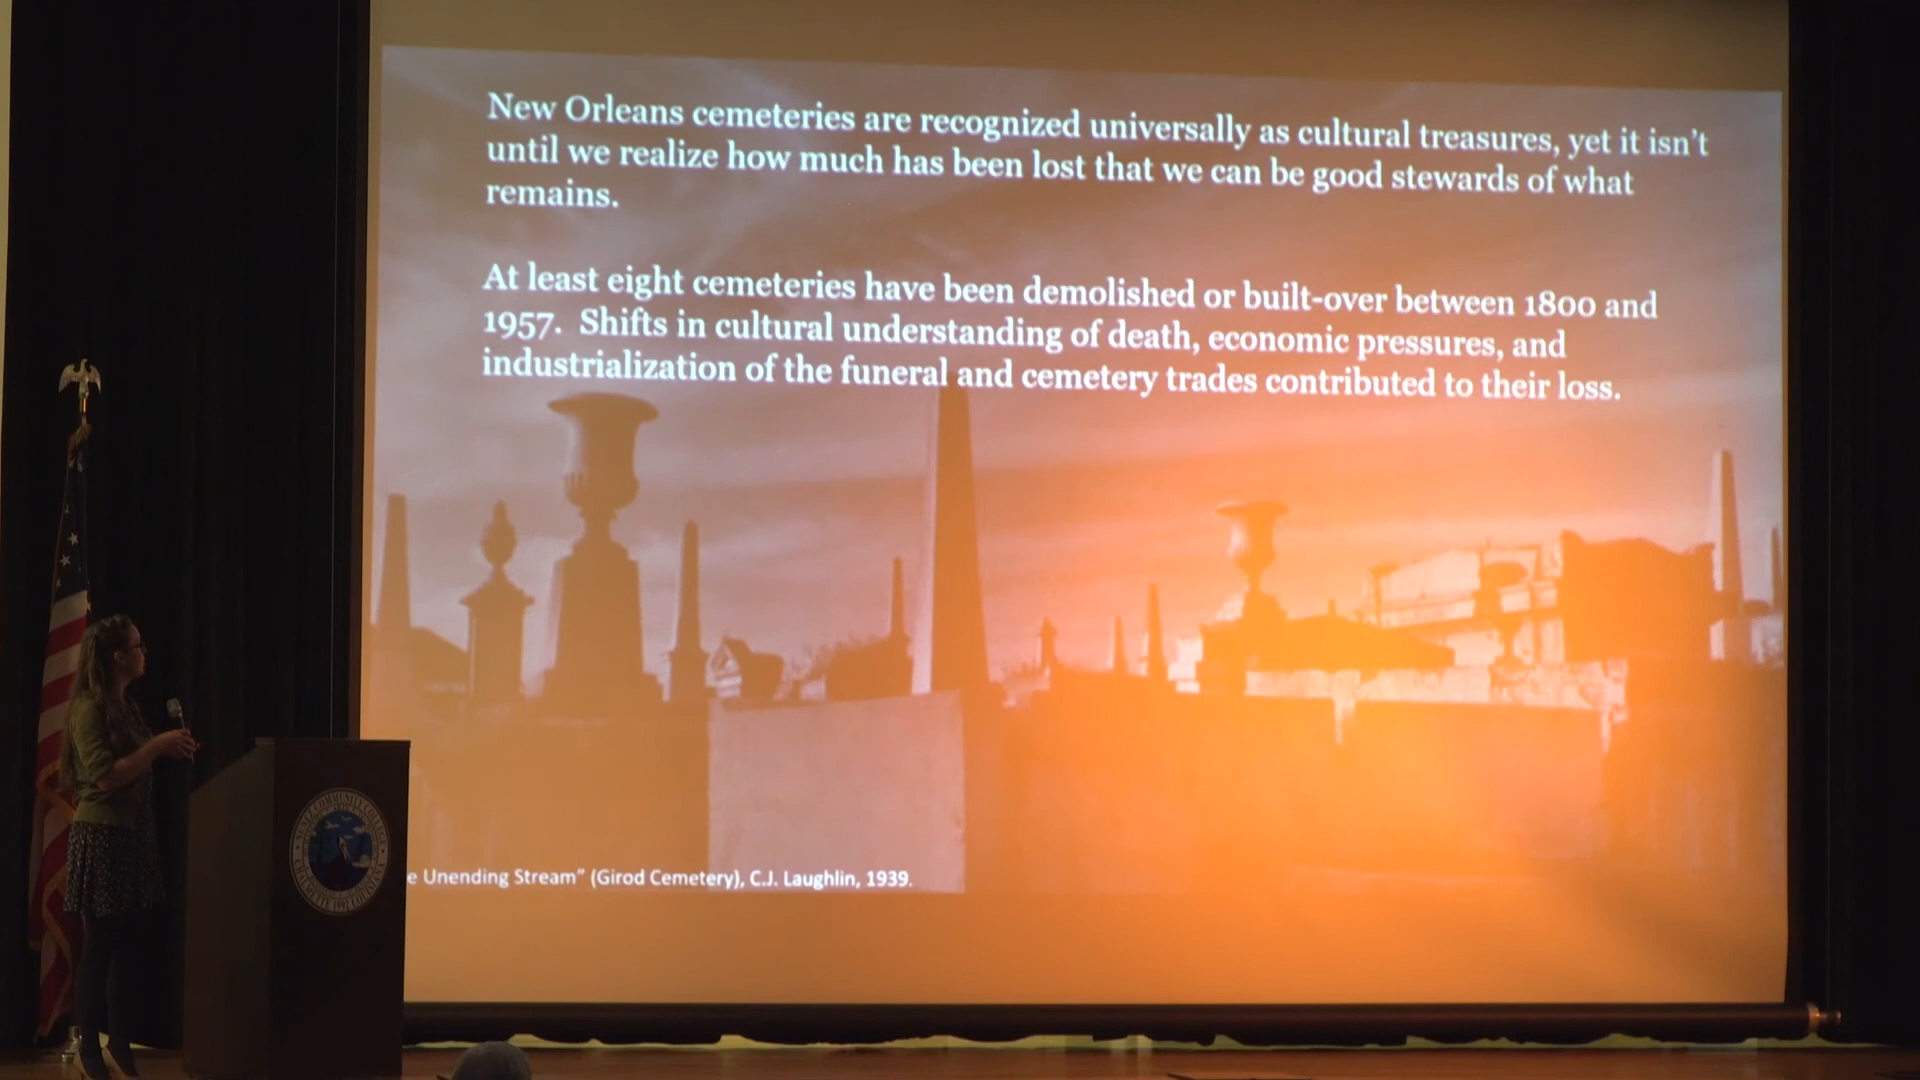 New Orleans cemeteries are recognized universally as cultural treasures, yet it isn't
until we realize how much has been lost that we can be good stewards of what
remains.
At least eight cemeteries have been demolished or built-over between 1800 and
1957. Shifts in cultural understanding of death, economic pressures, and
industrialization of the funeral and cemetery trades contributed to their loss.
e Unending Stream” (Girod Cemetery), C.J. Laughlin, 1939.
NUNEZ COMMUNITY COLLEGE